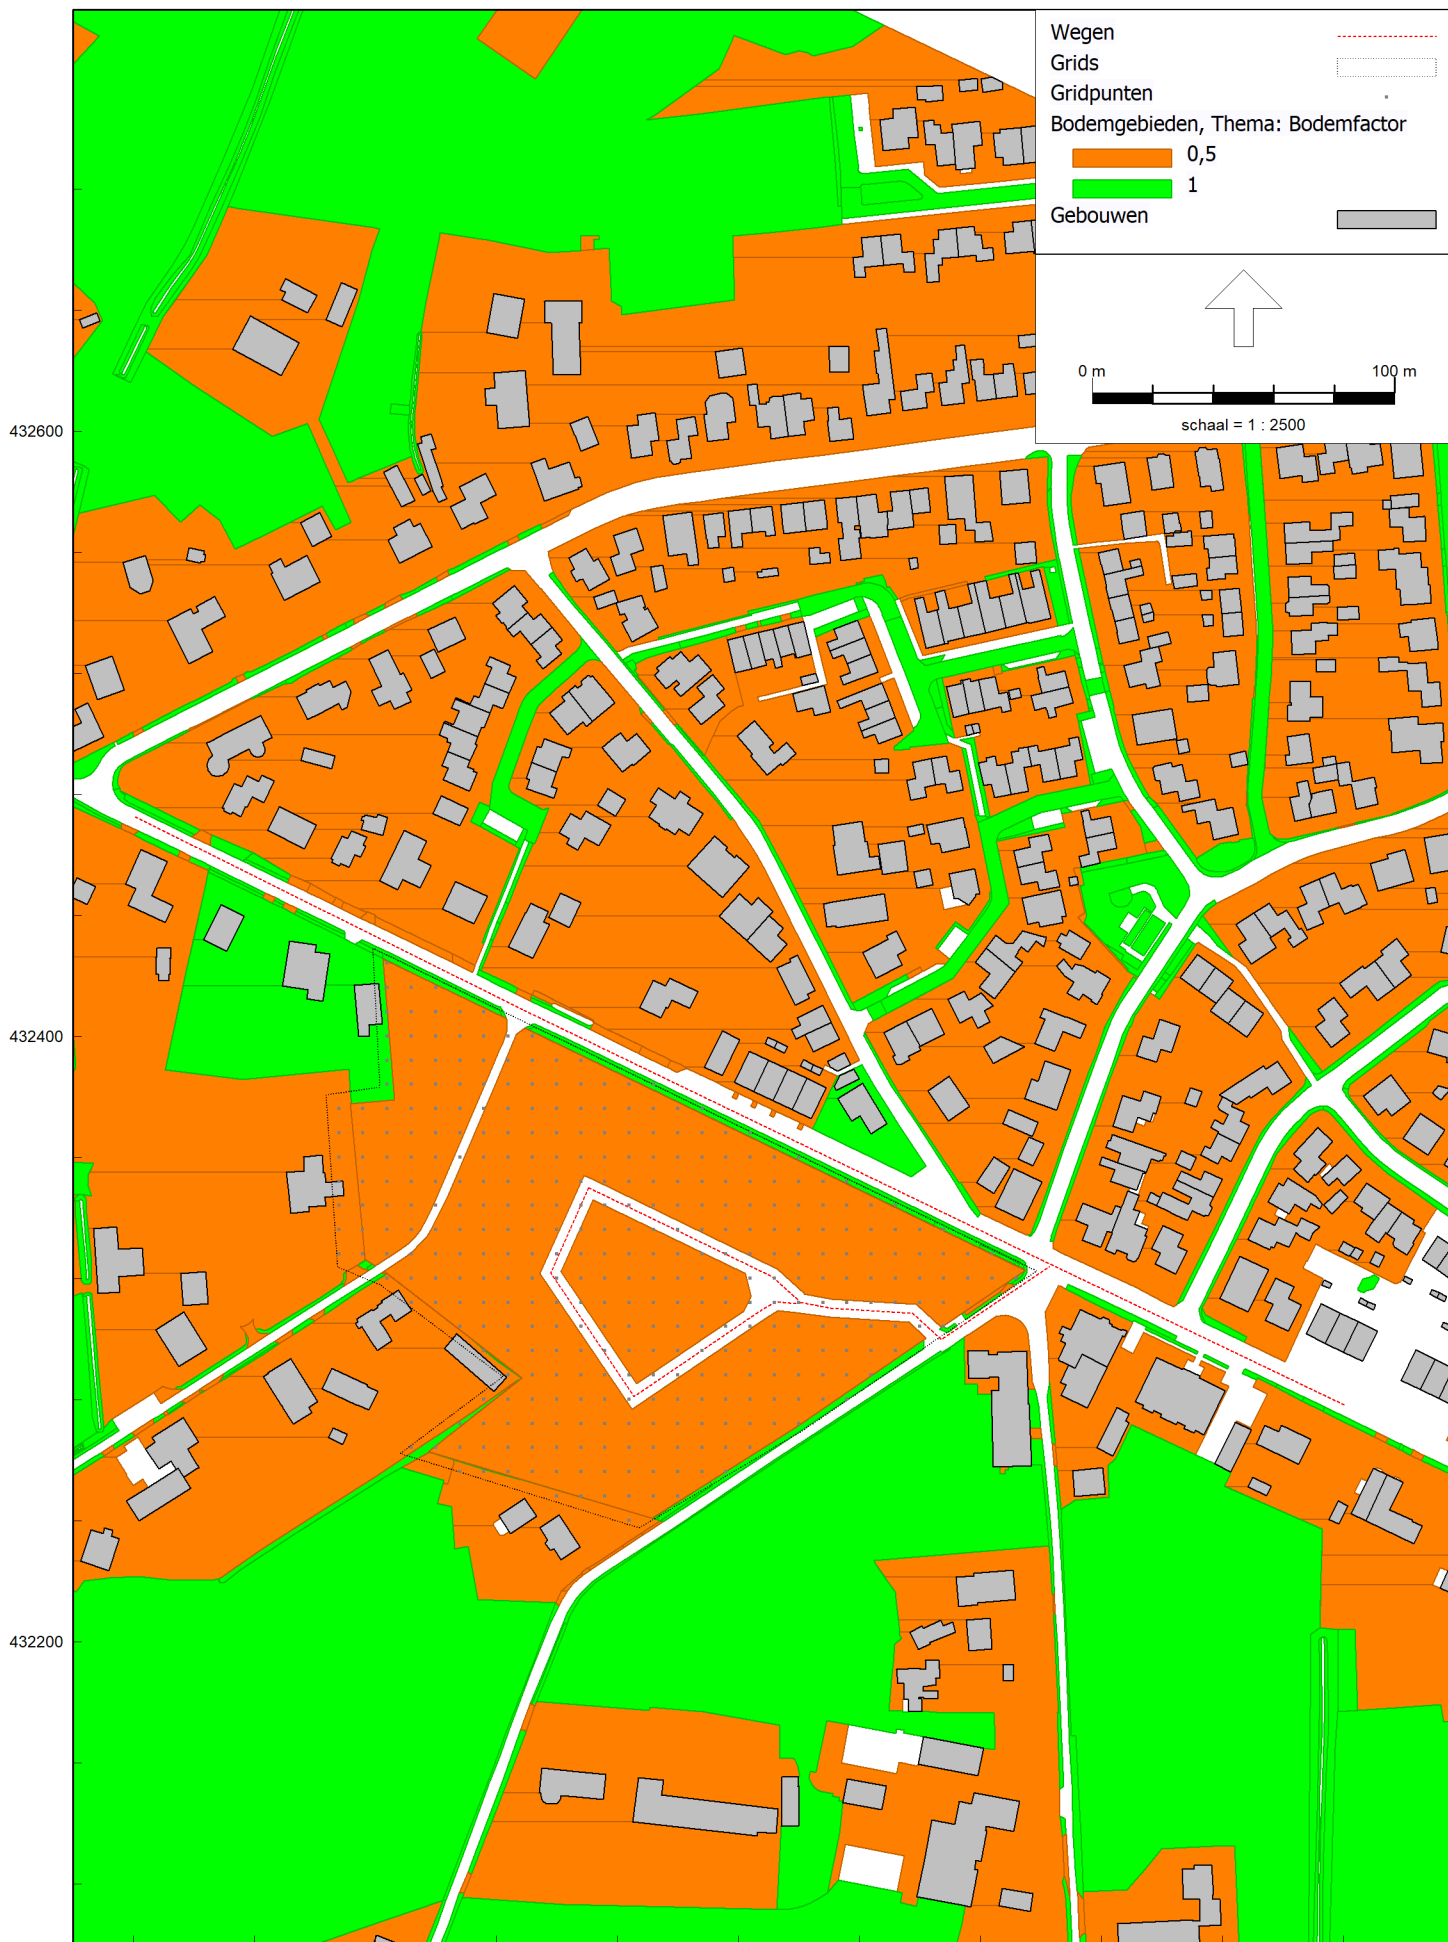 Wegen
Grids
Gridpunten
Bodemgebieden, Thema: Bodemfactor
0,5
1
Gebouwen
0 m 100 m
schaal = 1 : 2500
432600
432400
432200